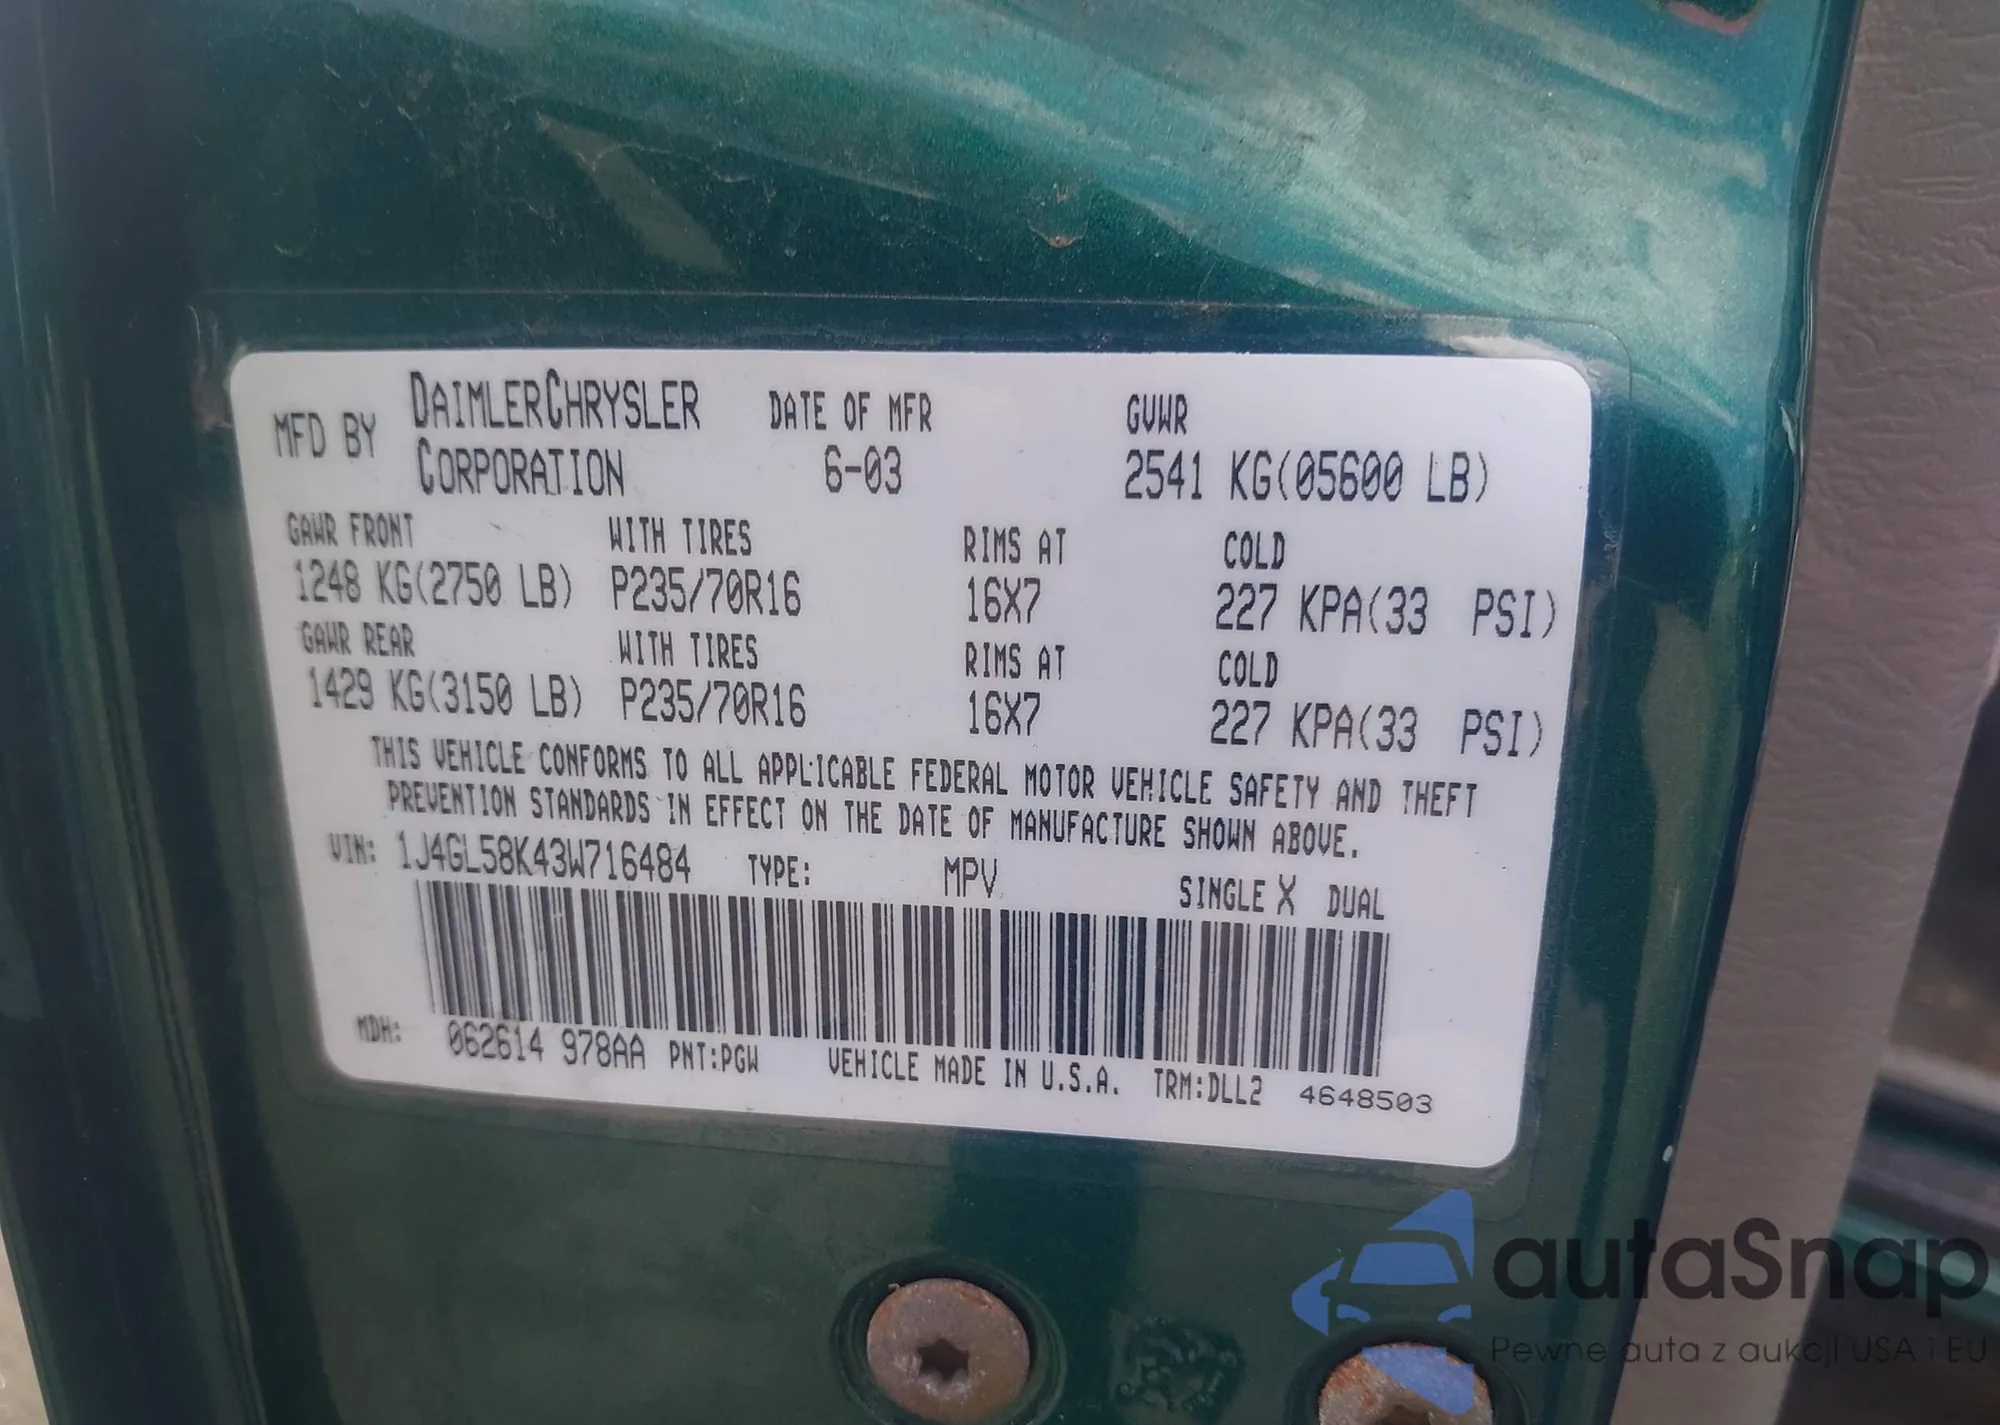 MFD BY DAIMLERCHRYSLER CORPORATION DATE OF MFR 6-03 GVWR 2541 KG(05600 LB)
GAWR FRONT WITH TIRES RIMS AT COLD
1248 KG(2750 LB) P235/70R16 16X7 227 KPA(33 PSI)
GAWR REAR WITH TIRES RIMS AT COLD
1429 KG(3150 LB) P235/70R16 16X7 227 KPA(33 PSI)
THIS VEHICLE CONFORMS TO ALL APPLICABLE FEDERAL MOTOR VEHICLE SAFETY AND THEFT
PREVENTION STANDARDS IN EFFECT ON THE DATE OF MANUFACTURE SHOWN ABOVE.
VIN: 1J4GL58K43W716484 TYPE: MPV SINGLE X DUAL
MDH: 062614 978AA PNT:PGW VEHICLE MADE IN U.S.A. TRM:DLL2 4648503
autaSnap
Pewne auta z aukcji USA i EU